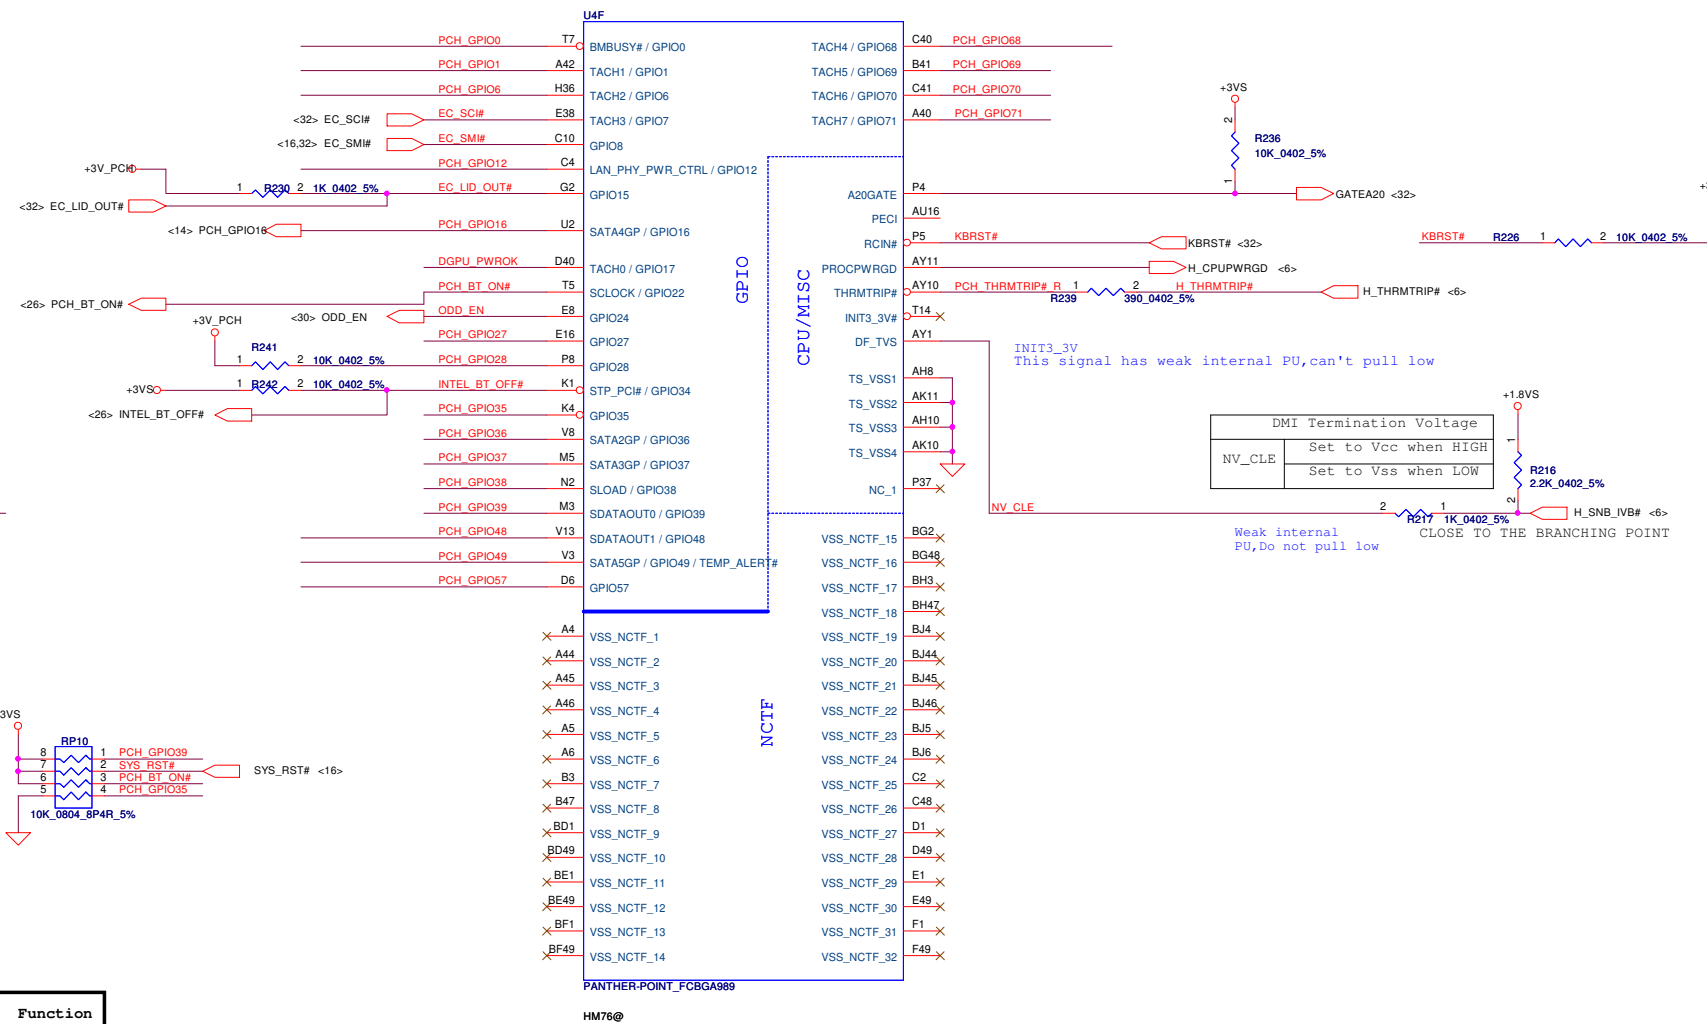 U4F
PCH_GPIO0 T7 BMBUSY# / GPIO0 TACH4 / GPIO68 C40 PCH_GPIO68
PCH_GPIO1 A42 TACH1 / GPIO1 TACH5 / GPIO69 B41 PCH_GPIO69
PCH_GPIO6 H36 TACH2 / GPIO6 TACH6 / GPIO70 C41 PCH_GPIO70
<32> EC_SCI# EC_SCI# E38 TACH3 / GPIO7 TACH7 / GPIO71 A40 PCH_GPIO71
+3VS
2
R236
10K_0402_5%
1
<16,32> EC_SMI# EC_SMI# C10 GPIO8
+3V_PCH PCH_GPIO12 C4 LAN_PHY_PWR_CTRL / GPIO12
1 R230 2 1K_0402_5% EC_LID_OUT# G2 GPIO15 A20GATE P4 GATEA20 <32>
<32> EC_LID_OUT#
PECI AU16
<14> PCH_GPIO16 PCH_GPIO16 U2 SATA4GP / GPIO16
RCIN# P5 KBRST# KBRST# <32> KBRST# R226 1 2 10K_0402_5%
DGPU_PWROK D40 TACH0 / GPIO17 PROCPWRGD AY11 H_CPUPWRGD <6>
GPIO
CPU/MISC
<26> PCH_BT_ON# PCH_BT_ON# T5 SCLOCK / GPIO22 THRMTRIP# AY10 PCH_THRMTRIP#_R 1 R239 2 390_0402_5% H_THRMTRIP# H_THRMTRIP# <6>
<30> ODD_EN ODD_EN E8 GPIO24 INIT3_3V# T14
+3V_PCH
PCH_GPIO27 E16 GPIO27 DF_TVS AY1
INIT3_3V
This signal has weak internal PU,can't pull low
R241
1 2 10K_0402_5% PCH_GPIO28 P8 GPIO28
TS_VSS1 AH8
+3VS 1 R242 2 10K_0402_5% INTEL_BT_OFF# K1 STP_PCI# / GPIO34
TS_VSS2 AK11
<26> INTEL_BT_OFF# PCH_GPIO35 K4 GPIO35
TS_VSS3 AH10
PCH_GPIO36 V8 SATA2GP / GPIO36
TS_VSS4 AK10
PCH_GPIO37 M5 SATA3GP / GPIO37
PCH_GPIO38 N2 SLOAD / GPIO38 NC_1 P37
PCH_GPIO39 M3 SDATAOUT0 / GPIO39
+1.8VS
1
R216
2.2K_0402_5%
2
DMI Termination Voltage
NV_CLE
Set to Vcc when HIGH
Set to Vss when LOW
NV_CLE 2 R217 1 1K_0402_5% H_SNB_IVB# <6>
Weak internal
PU,Do not pull low
CLOSE TO THE BRANCHING POINT
PCH_GPIO48 V13 SDATAOUT1 / GPIO48 VSS_NCTF_15 BG2
PCH_GPIO49 V3 SATA5GP / GPIO49 / TEMP_ALERT# VSS_NCTF_16 BG48
PCH_GPIO57 D6 GPIO57 VSS_NCTF_17 BH3
VSS_NCTF_18 BH47
A4 VSS_NCTF_1 VSS_NCTF_19 BJ4
A44 VSS_NCTF_2 VSS_NCTF_20 BJ44
A45 VSS_NCTF_3 VSS_NCTF_21 BJ45
A46 VSS_NCTF_4 VSS_NCTF_22 BJ46
NCTF
A5 VSS_NCTF_5 VSS_NCTF_23 BJ5
A6 VSS_NCTF_6 VSS_NCTF_24 BJ6
B3 VSS_NCTF_7 VSS_NCTF_25 C2
B47 VSS_NCTF_8 VSS_NCTF_26 C48
BD1 VSS_NCTF_9 VSS_NCTF_27 D1
BD49 VSS_NCTF_10 VSS_NCTF_28 D49
BE1 VSS_NCTF_11 VSS_NCTF_29 E1
BE49 VSS_NCTF_12 VSS_NCTF_30 E49
BF1 VSS_NCTF_13 VSS_NCTF_31 F1
BF49 VSS_NCTF_14 VSS_NCTF_32 F49
3VS
RP10
8 1 PCH_GPIO39
7 2 SYS_RST# SYS_RST# <16>
6 3 PCH_BT_ON#
5 4 PCH_GPIO35
10K_0804_8P4R_5%
PANTHER-POINT_FCBGA989
HM76@
Function